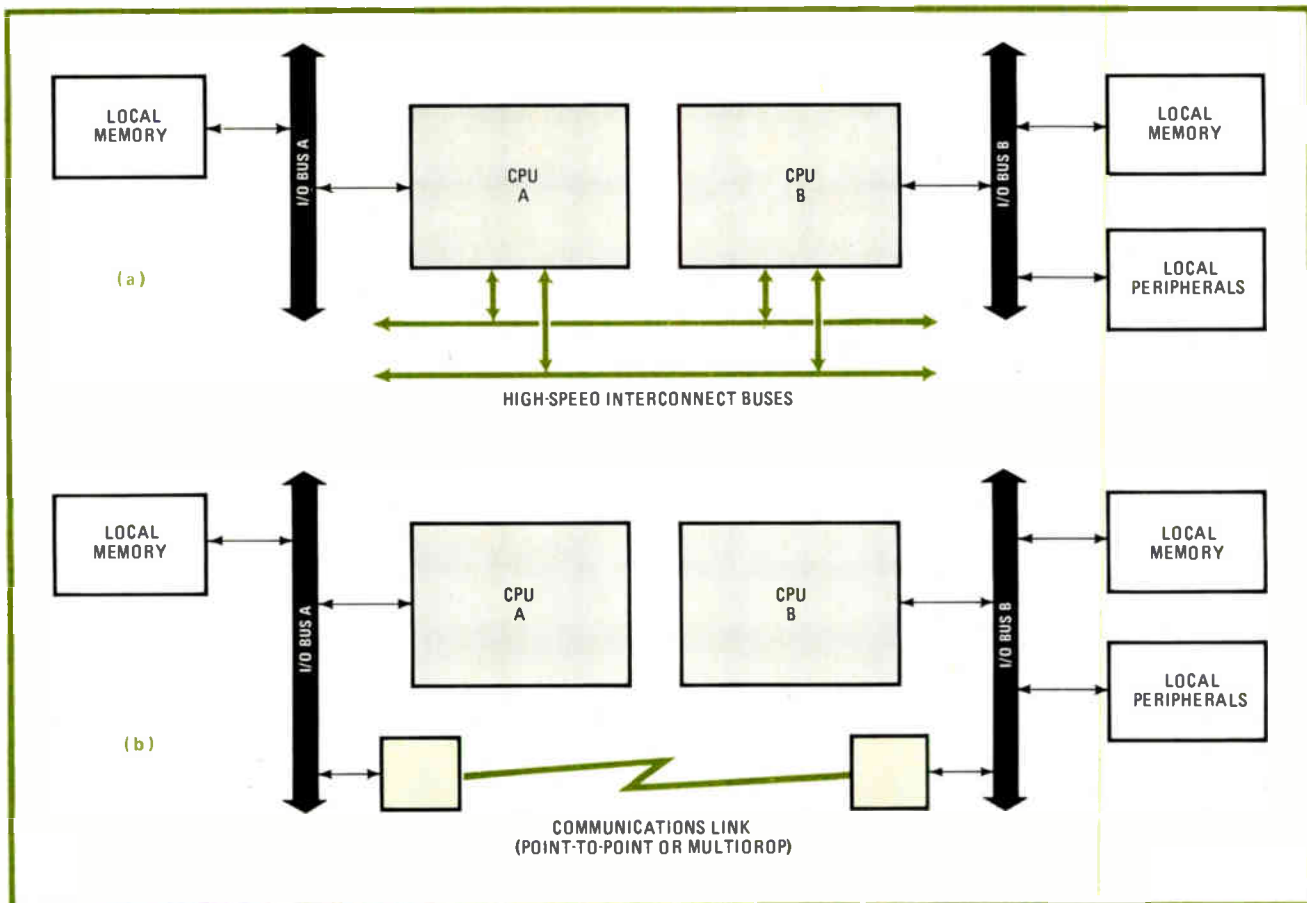 LOCAL
MEMORY
I/O BUS A
CPU
A
CPU
B
I/O BUS B
LOCAL
MEMORY
LOCAL
PERIPHERALS
(a)
HIGH-SPEEO INTERCONNECT BUSES
LOCAL
MEMORY
I/O BUS A
CPU
A
CPU
B
I/O BUS B
LOCAL
MEMORY
LOCAL
PERIPHERALS
(b)
COMMUNICATIONS LINK
(POINT-TO-POINT OR MULTIOROP)